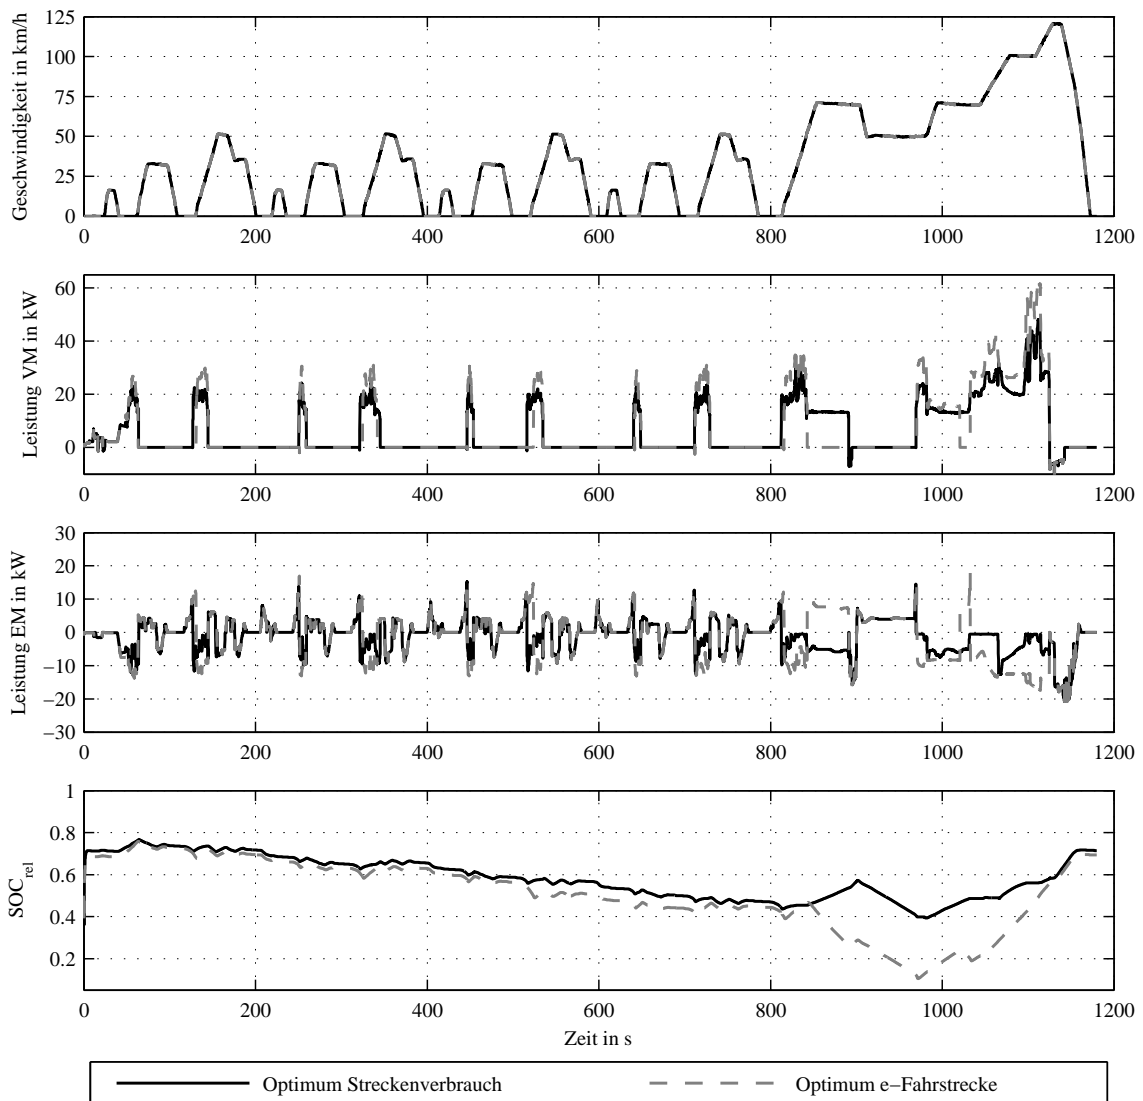 Geschwindigkeit in km/h
125
100
75
50
25
0
0 200 400 600 800 1000 1200
Leistung VM in kW
60
40
20
0
0 200 400 600 800 1000 1200
Leistung EM in kW
30
20
10
0
−10
−20
−30
0 200 400 600 800 1000 1200
SOC_rel
1
0.8
0.6
0.4
0.2
0 200 400 600 800 1000 1200
Zeit in s
Optimum Streckenverbrauch Optimum e−Fahrstrecke